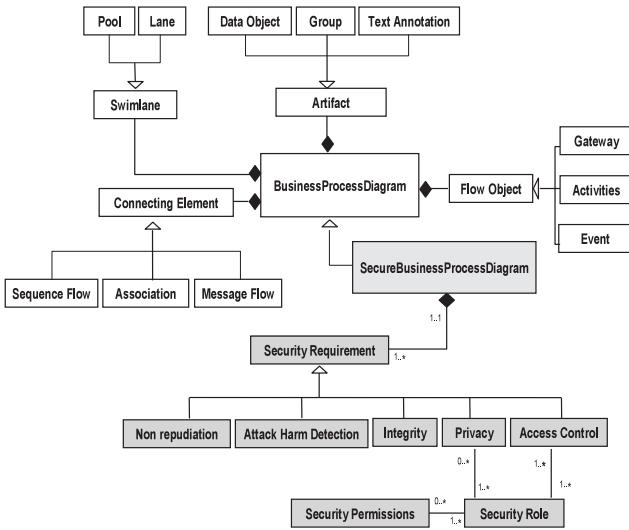 Pool
Lane
Data Object
Group
Text Annotation
Swimlane
Artifact
Gateway
BusinessProcessDiagram
Flow Object
Activities
Connecting Element
Event
SecureBusinessProcessDiagram
Sequence Flow
Association
Message Flow
1..1
Security Requirement
1..*
Non repudiation
Attack Harm Detection
Integrity
Privacy
Access Control
0..*
1..*
1..*
1..*
Security Permissions
0..*
1..*
Security Role